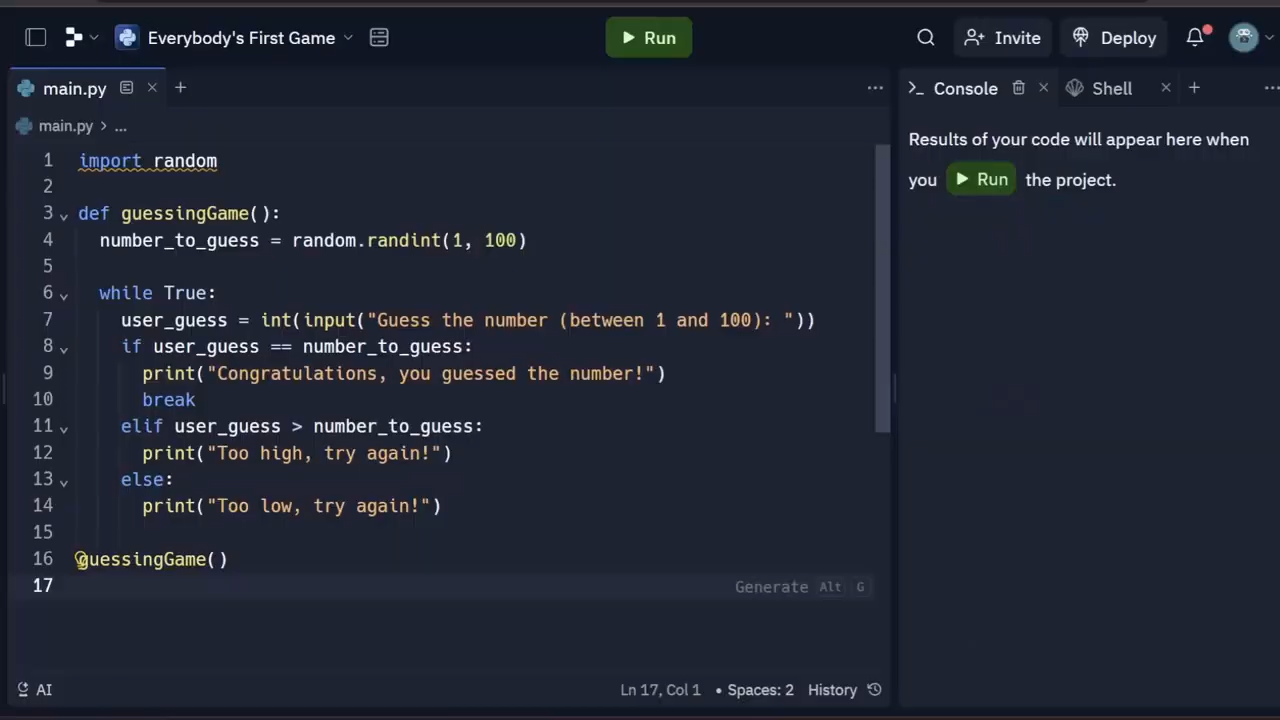 Everybody's First Game
Run
Invite
Deploy
main.py
Console
Shell
main.py > ...
Results of your code will appear here when
you Run the project.
1 import random
2
3 def guessingGame():
4 number_to_guess = random.randint(1, 100)
5
6 while True:
7 user_guess = int(input("Guess the number (between 1 and 100): "))
8 if user_guess == number_to_guess:
9 print("Congratulations, you guessed the number!")
10 break
11 elif user_guess > number_to_guess:
12 print("Too high, try again!")
13 else:
14 print("Too low, try again!")
15
16 guessingGame()
17
Generate Alt G
AI
Ln 17, Col 1 • Spaces: 2 History